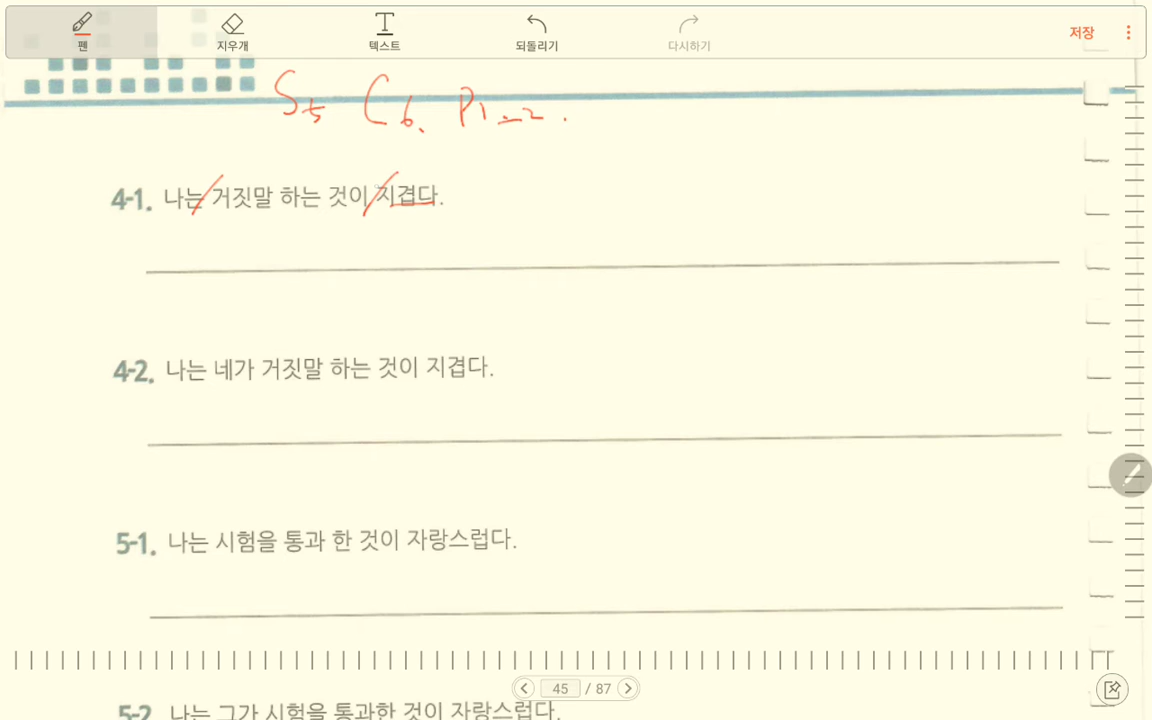 펜 지우개 텍스트 되돌리기 다시하기 저장
S5 C6. P1-2.
4-1. 나는 거짓말 하는 것이 지겹다.
4-2. 나는 네가 거짓말 하는 것이 지겹다.
5-1. 나는 시험을 통과 한 것이 자랑스럽다.
45 / 87
5-2. 나는 그가 시험을 통과한 것이 자랑스럽다.